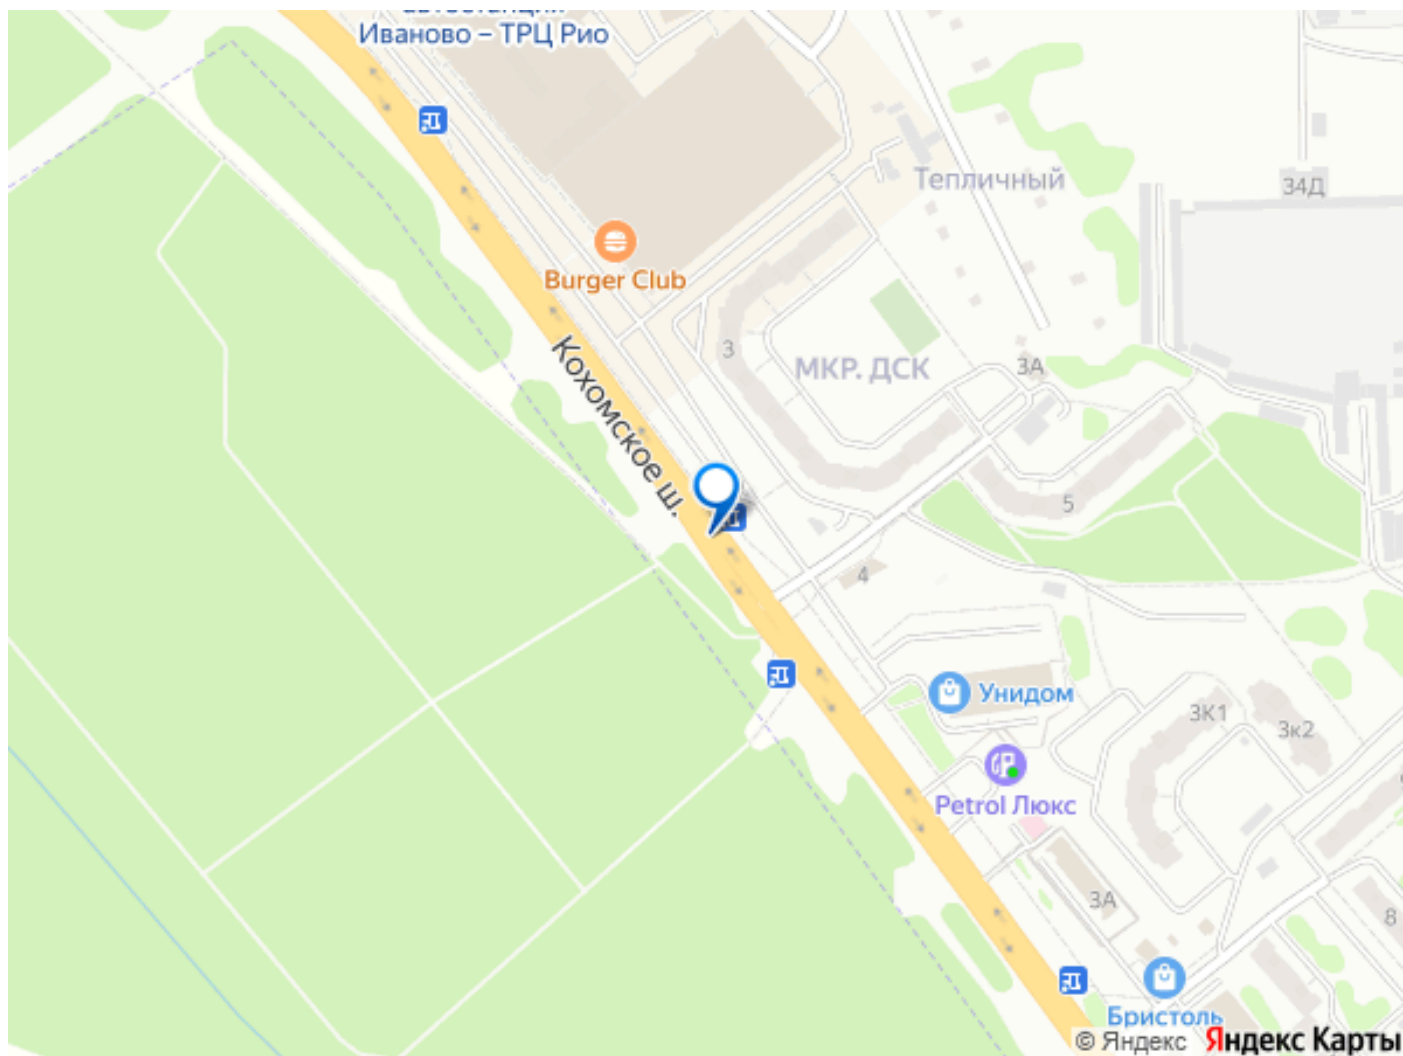 автостанции
Иваново – ТРЦ Рио
Тепличный
34Д
Burger Club
3
МКР. ДСК
3А
Кохомское ш.
5
4
Унидом
3К1
3к2
Petrol Люкс
3А
8
Бристоль
© Яндекс Яндекс Карты